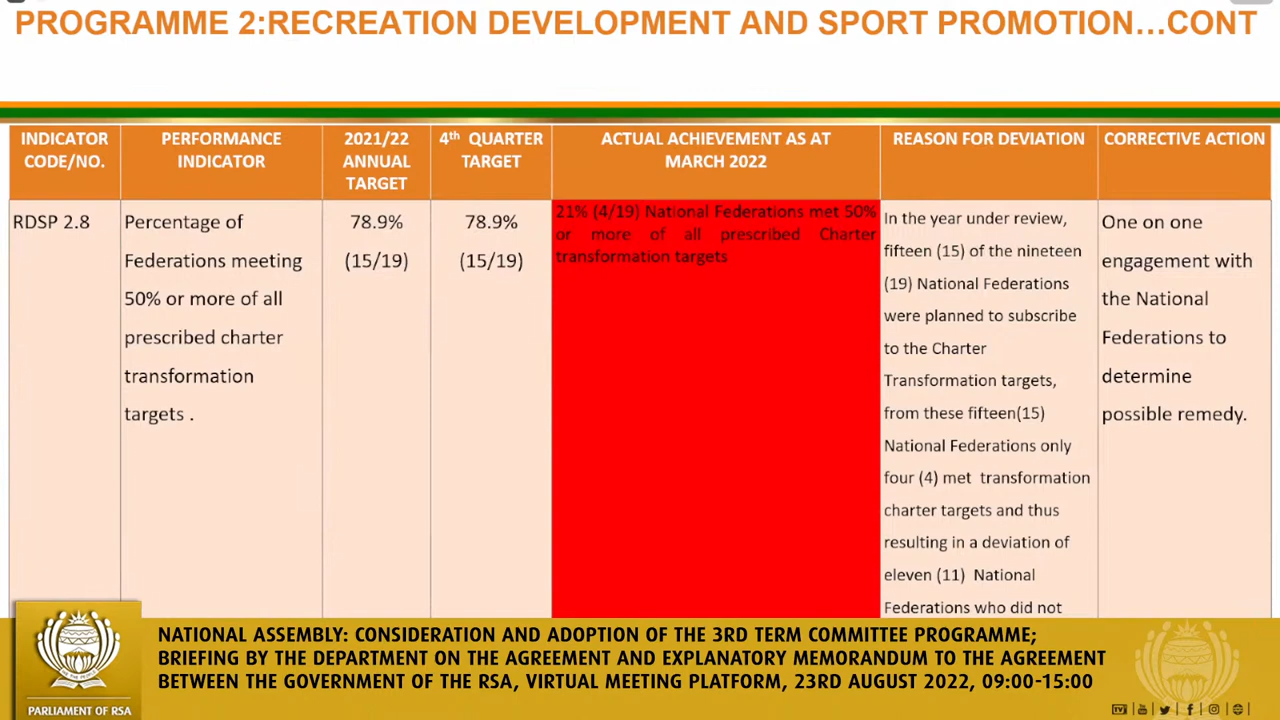 PROGRAMME 2:RECREATION DEVELOPMENT AND SPORT PROMOTION...CONT
INDICATOR
CODE/NO.
PERFORMANCE
INDICATOR
2021/22
ANNUAL
TARGET
4th QUARTER
TARGET
ACTUAL ACHIEVEMENT AS AT
MARCH 2022
REASON FOR DEVIATION
CORRECTIVE ACTION
RDSP 2.8
Percentage of
Federations meeting
50% or more of all
prescribed charter
transformation
targets .
78.9%
(15/19)
78.9%
(15/19)
21% (4/19) National Federations met 50%
or more of all prescribed Charter
transformation targets
In the year under review,
fifteen (15) of the nineteen
(19) National Federations
were planned to subscribe
to the Charter
Transformation targets,
from these fifteen(15)
National Federations only
four (4) met transformation
charter targets and thus
resulting in a deviation of
eleven (11) National
Federations who did not
One on one
engagement with
the National
Federations to
determine
possible remedy.
NATIONAL ASSEMBLY: CONSIDERATION AND ADOPTION OF THE 3RD TERM COMMITTEE PROGRAMME;
BRIEFING BY THE DEPARTMENT ON THE AGREEMENT AND EXPLANATORY MEMORANDUM TO THE AGREEMENT
BETWEEN THE GOVERNMENT OF THE RSA, VIRTUAL MEETING PLATFORM, 23RD AUGUST 2022, 09:00-15:00
PARLIAMENT OF RSA